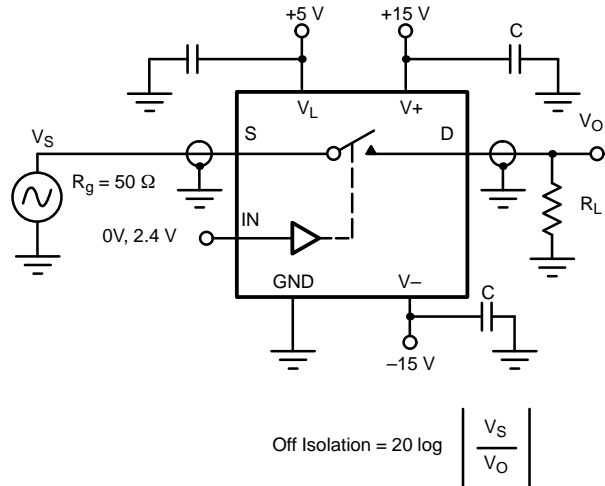 +5 V
+15 V
C
V_L
V+
V_S
S
D
V_O
R_g = 50 Ω
R_L
IN
0V, 2.4 V
GND
V–
C
–15 V
Off Isolation = 20 log | V_S / V_O |